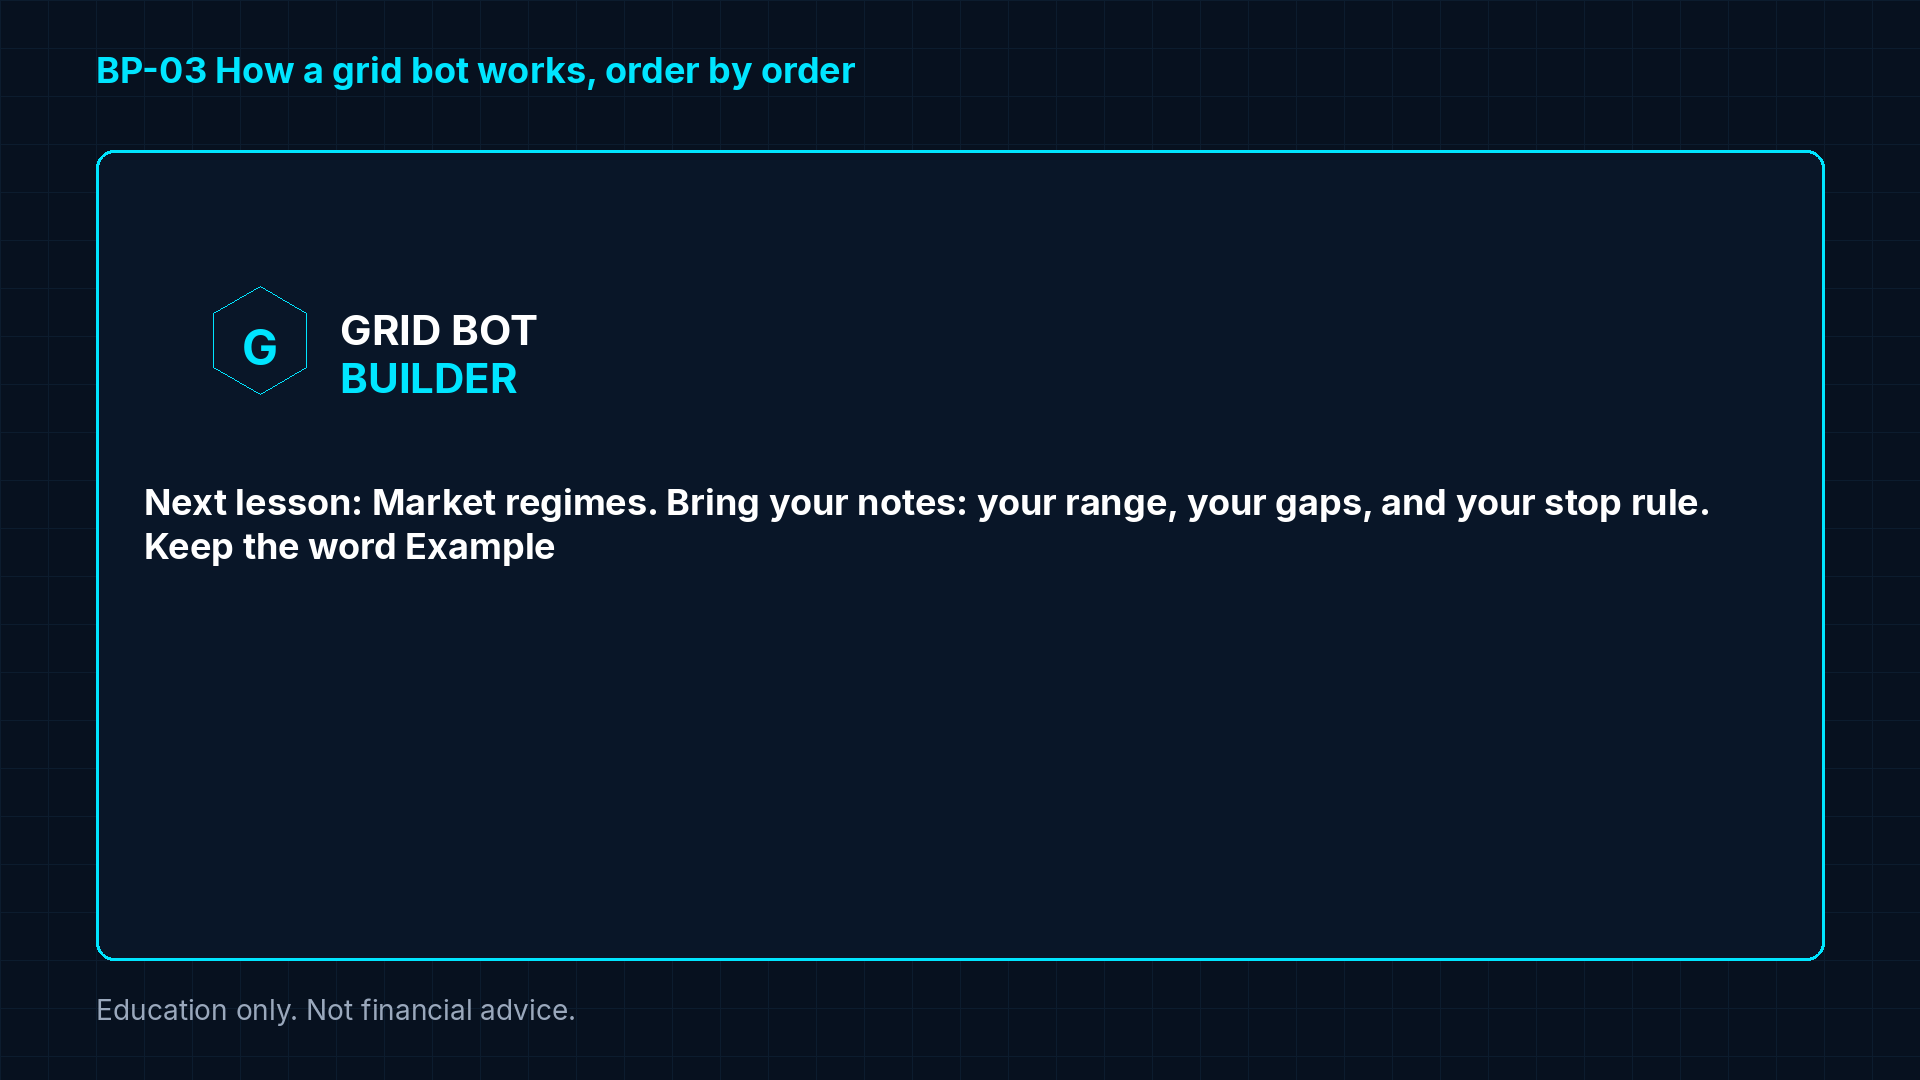 BP-03 How a grid bot works, order by order
G
GRID BOT
BUILDER
Next lesson: Market regimes. Bring your notes: your range, your gaps, and your stop rule.
Keep the word Example
Education only. Not financial advice.